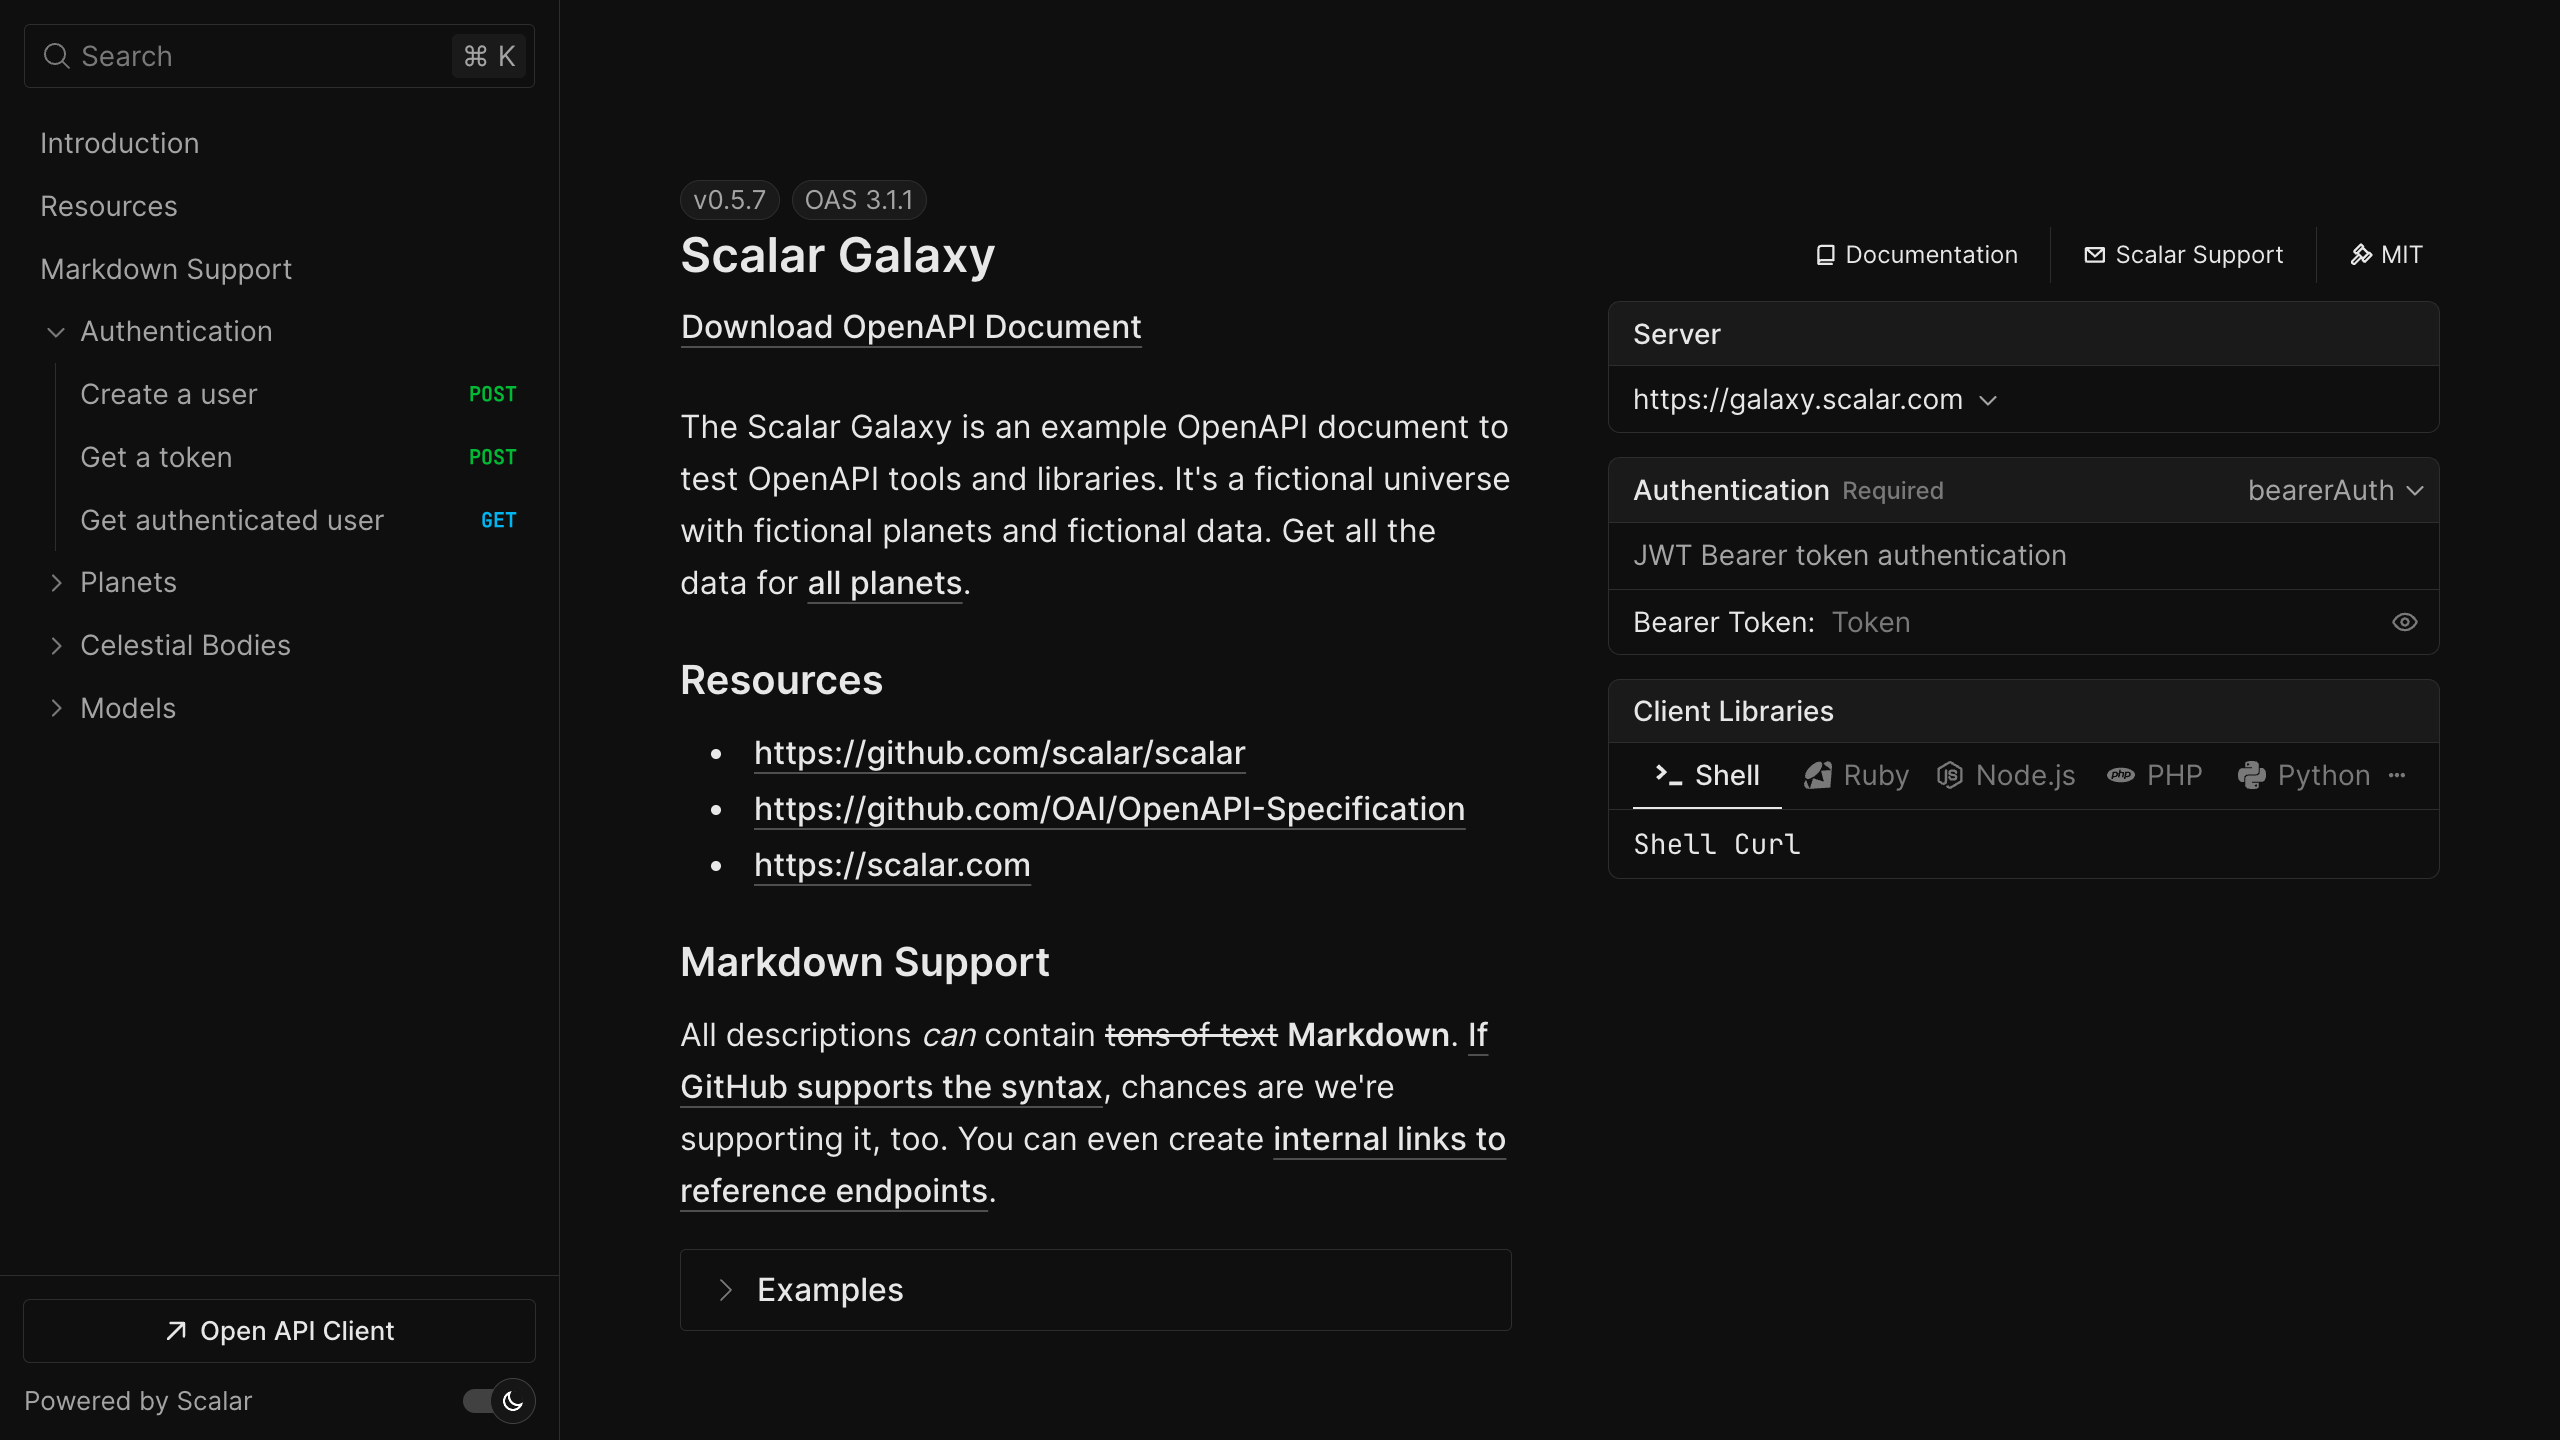 Search
⌘ K
Introduction
Resources
Markdown Support
Authentication
Create a user POST
Get a token POST
Get authenticated user GET
Planets
Celestial Bodies
Models
Open API Client
Powered by Scalar
v0.5.7 OAS 3.1.1
Scalar Galaxy
Download OpenAPI Document
The Scalar Galaxy is an example OpenAPI document to
test OpenAPI tools and libraries. It's a fictional universe
with fictional planets and fictional data. Get all the
data for all planets.
Resources
• https://github.com/scalar/scalar
• https://github.com/OAI/OpenAPI-Specification
• https://scalar.com
Markdown Support
All descriptions can contain tons of text Markdown. If
GitHub supports the syntax, chances are we're
supporting it, too. You can even create internal links to
reference endpoints.
Examples
Documentation
Scalar Support
MIT
Server
https://galaxy.scalar.com
Authentication Required bearerAuth
JWT Bearer token authentication
Bearer Token: Token
Client Libraries
Shell Ruby Node.js PHP Python ···
Shell Curl